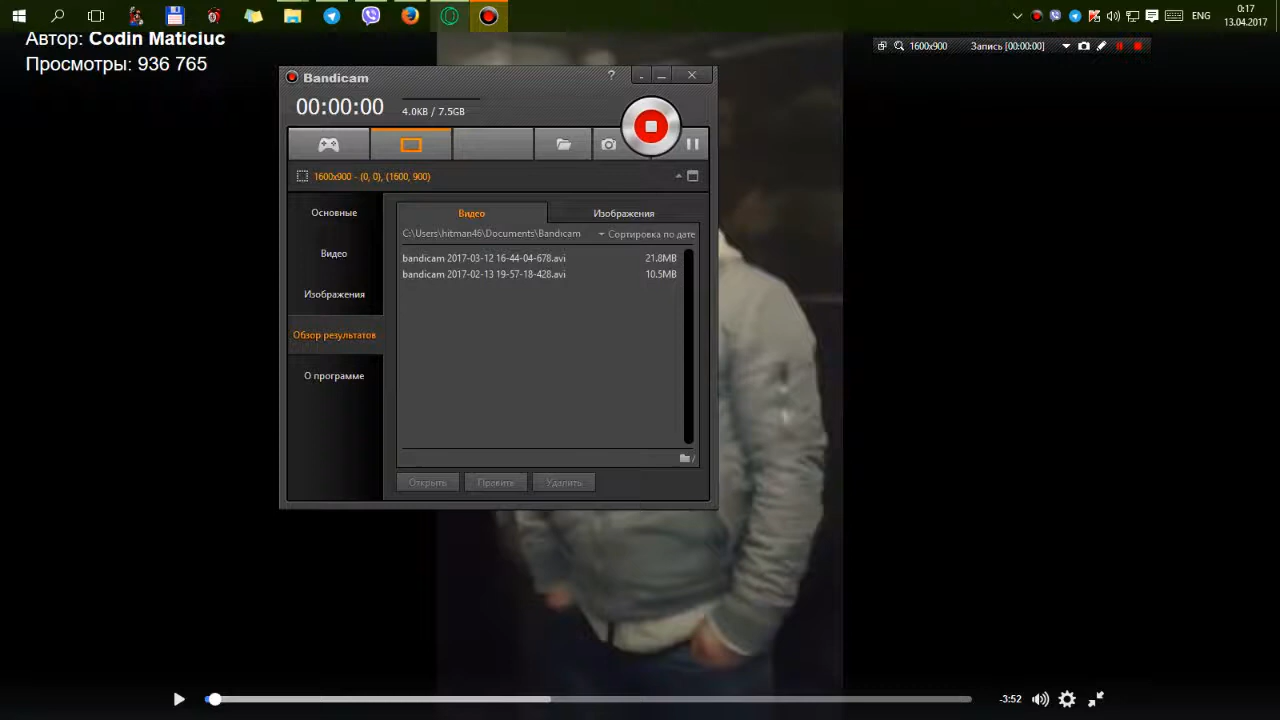 ENG
0:17
13.04.2017
Автор: Codin Maticiuc
Просмотры: 936 765
1600x900
Запись [00:00:00]
Bandicam
?
00:00:00
4.0KB / 7.5GB
1600x900 - (0, 0), (1600, 900)
Основные
Видео
Изображения
Обзор результатов
О программе
Видео
Изображения
C:\Users\hitman46\Documents\Bandicam
Сортировка по дате
bandicam 2017-03-12 16-44-04-678.avi
21.8MB
bandicam 2017-02-13 19-57-18-428.avi
10.5MB
Открыть
Править
Удалить
-3:52